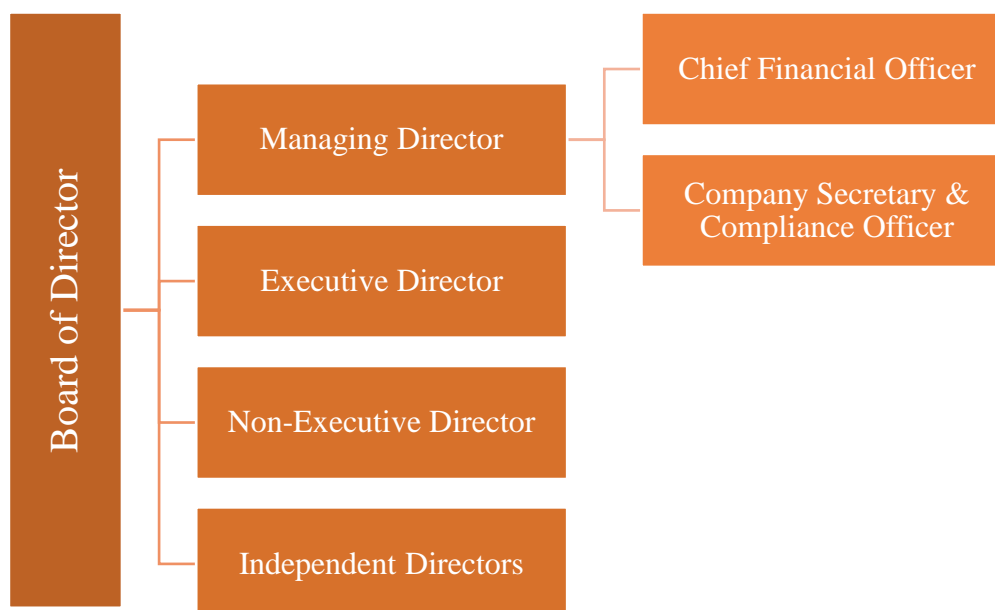 Board of Director
Managing Director
Chief Financial Officer
Company Secretary &
Compliance Officer
Executive Director
Non-Executive Director
Independent Directors